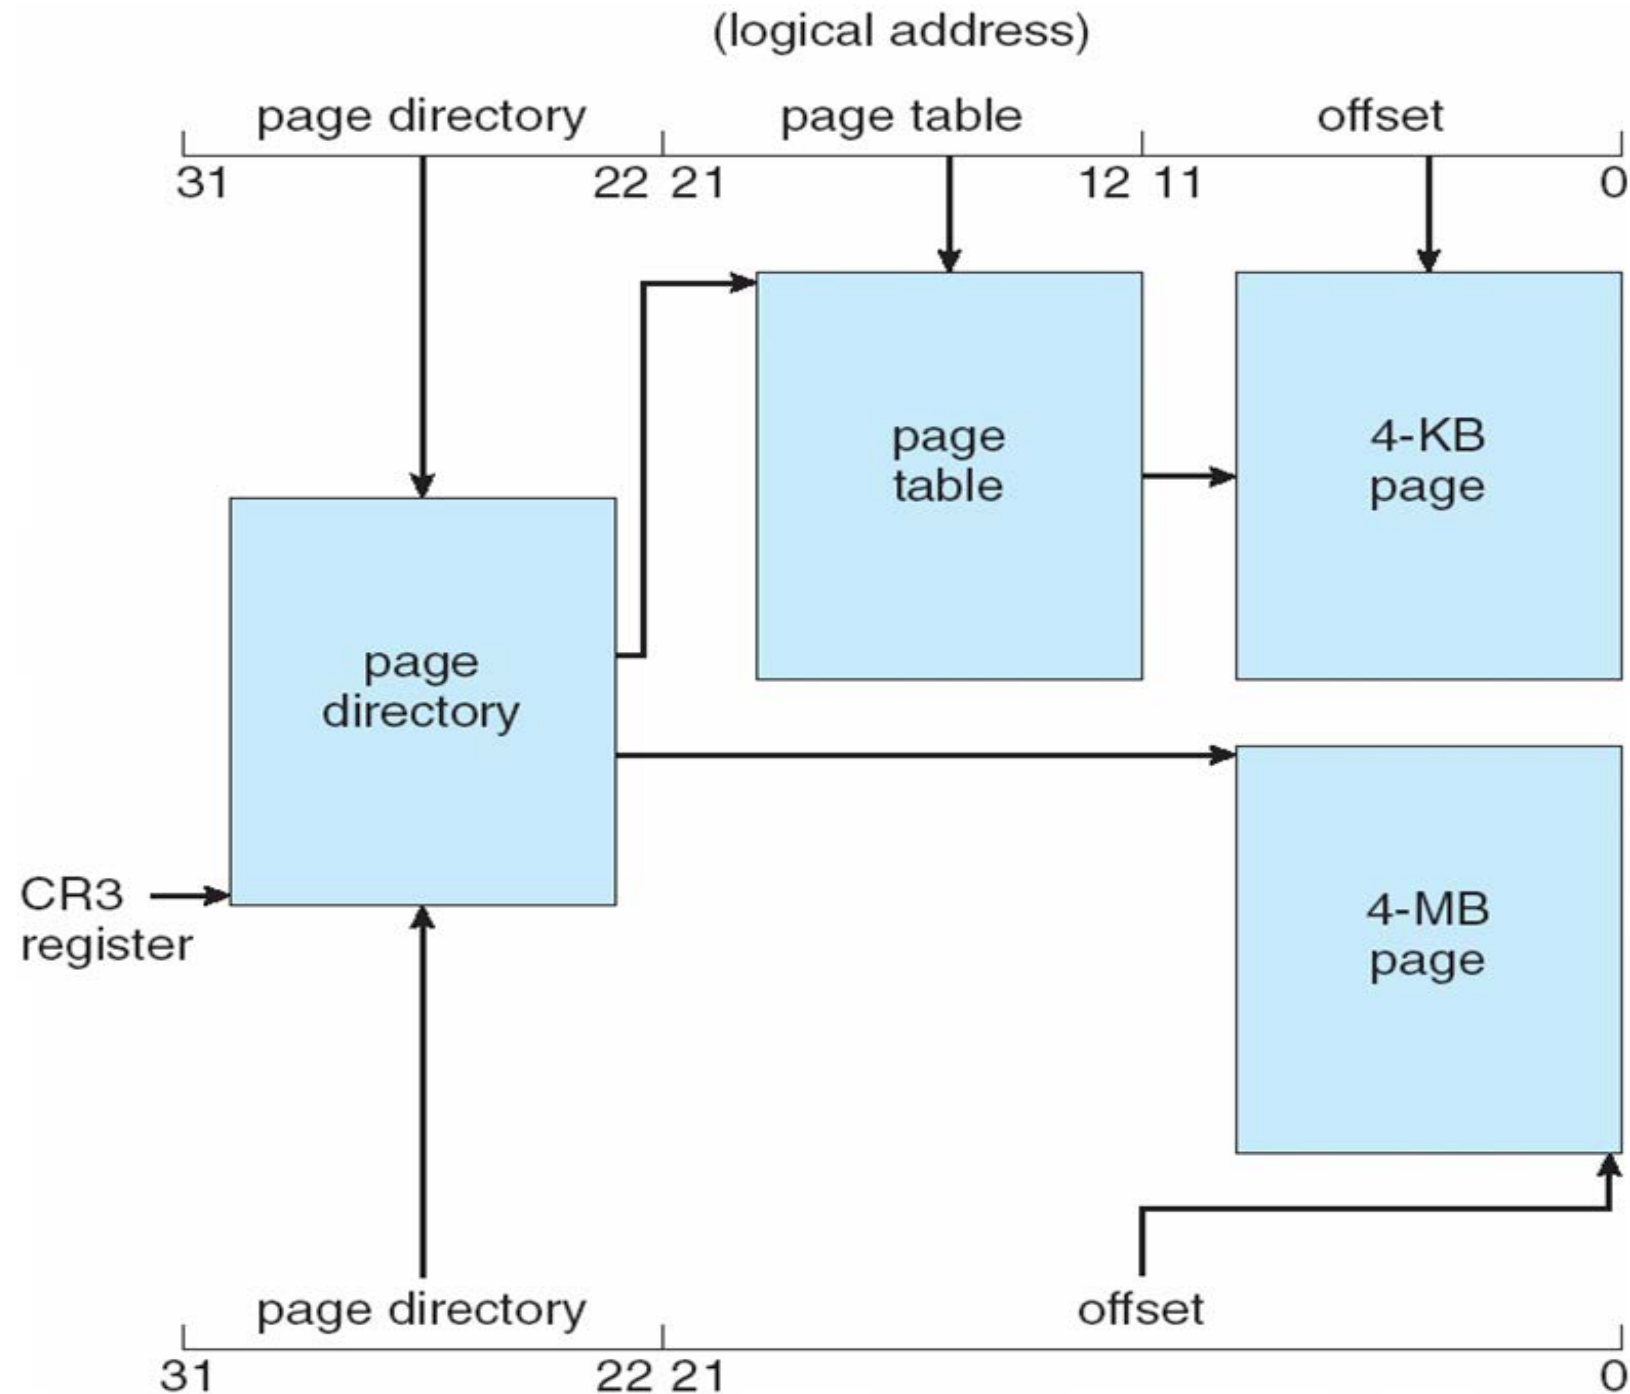 (logical address)
page directory
page table
offset
31
22
21
12
11
0
page
table
4-KB
page
page
directory
4-MB
page
CR3
register
page directory
offset
31
22
21
0